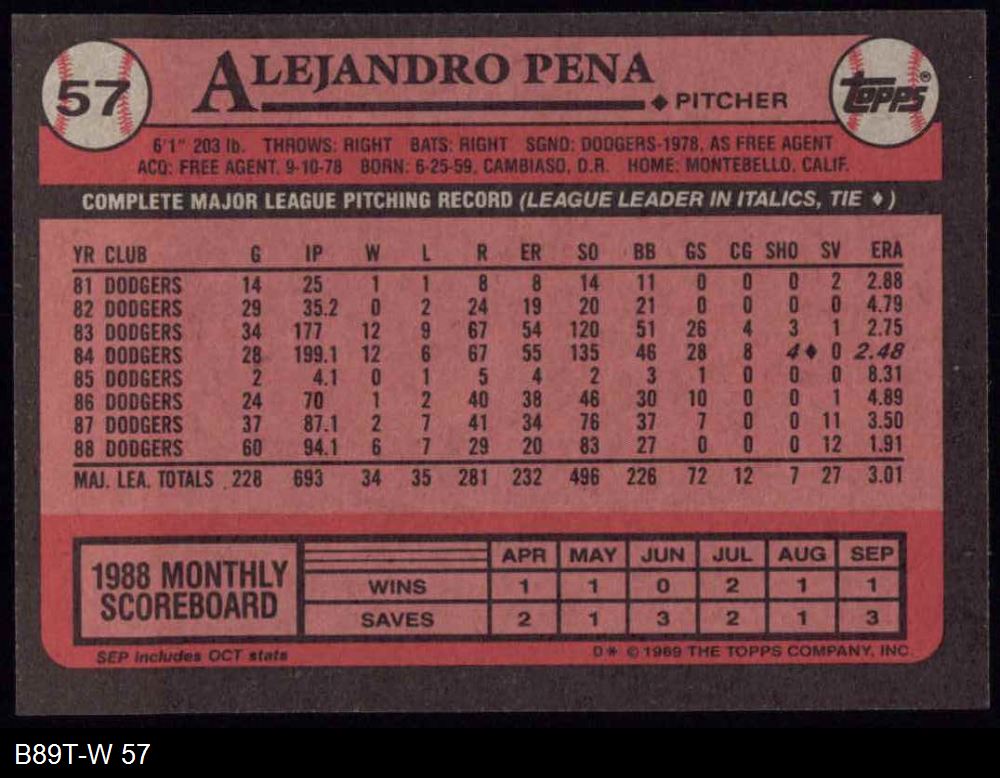 57
ALEJANDRO PENA
♦ PITCHER
TOPPS®
6'1" 203 lb. THROWS: RIGHT BATS: RIGHT SGND: DODGERS-1978, AS FREE AGENT
ACQ: FREE AGENT, 9-10-78 BORN: 6-25-59, CAMBIASO, D.R. HOME: MONTEBELLO, CALIF.
COMPLETE MAJOR LEAGUE PITCHING RECORD (LEAGUE LEADER IN ITALICS, TIE ♦)
YR CLUB G IP W L R ER SO BB GS CG SHO SV ERA
81 DODGERS 14 25 1 1 8 8 14 11 0 0 0 2 2.88
82 DODGERS 29 35.2 0 2 24 19 20 21 0 0 0 0 4.79
83 DODGERS 34 177 12 9 67 54 120 51 26 4 3 1 2.75
84 DODGERS 28 199.1 12 6 67 55 135 46 28 8 4♦ 0 2.48
85 DODGERS 2 4.1 0 1 5 4 2 3 1 0 0 0 8.31
86 DODGERS 24 70 1 2 40 38 46 30 10 0 0 1 4.89
87 DODGERS 37 87.1 2 7 41 34 76 37 7 0 0 11 3.50
88 DODGERS 60 94.1 6 7 29 20 83 27 0 0 0 12 1.91
MAJ. LEA. TOTALS 228 693 34 35 281 232 496 226 72 12 7 27 3.01
1988 MONTHLY
SCOREBOARD
APR MAY JUN JUL AUG SEP
WINS 1 1 0 2 1 1
SAVES 2 1 3 2 1 3
SEP includes OCT stats
D* © 1989 THE TOPPS COMPANY, INC.
B89T-W 57